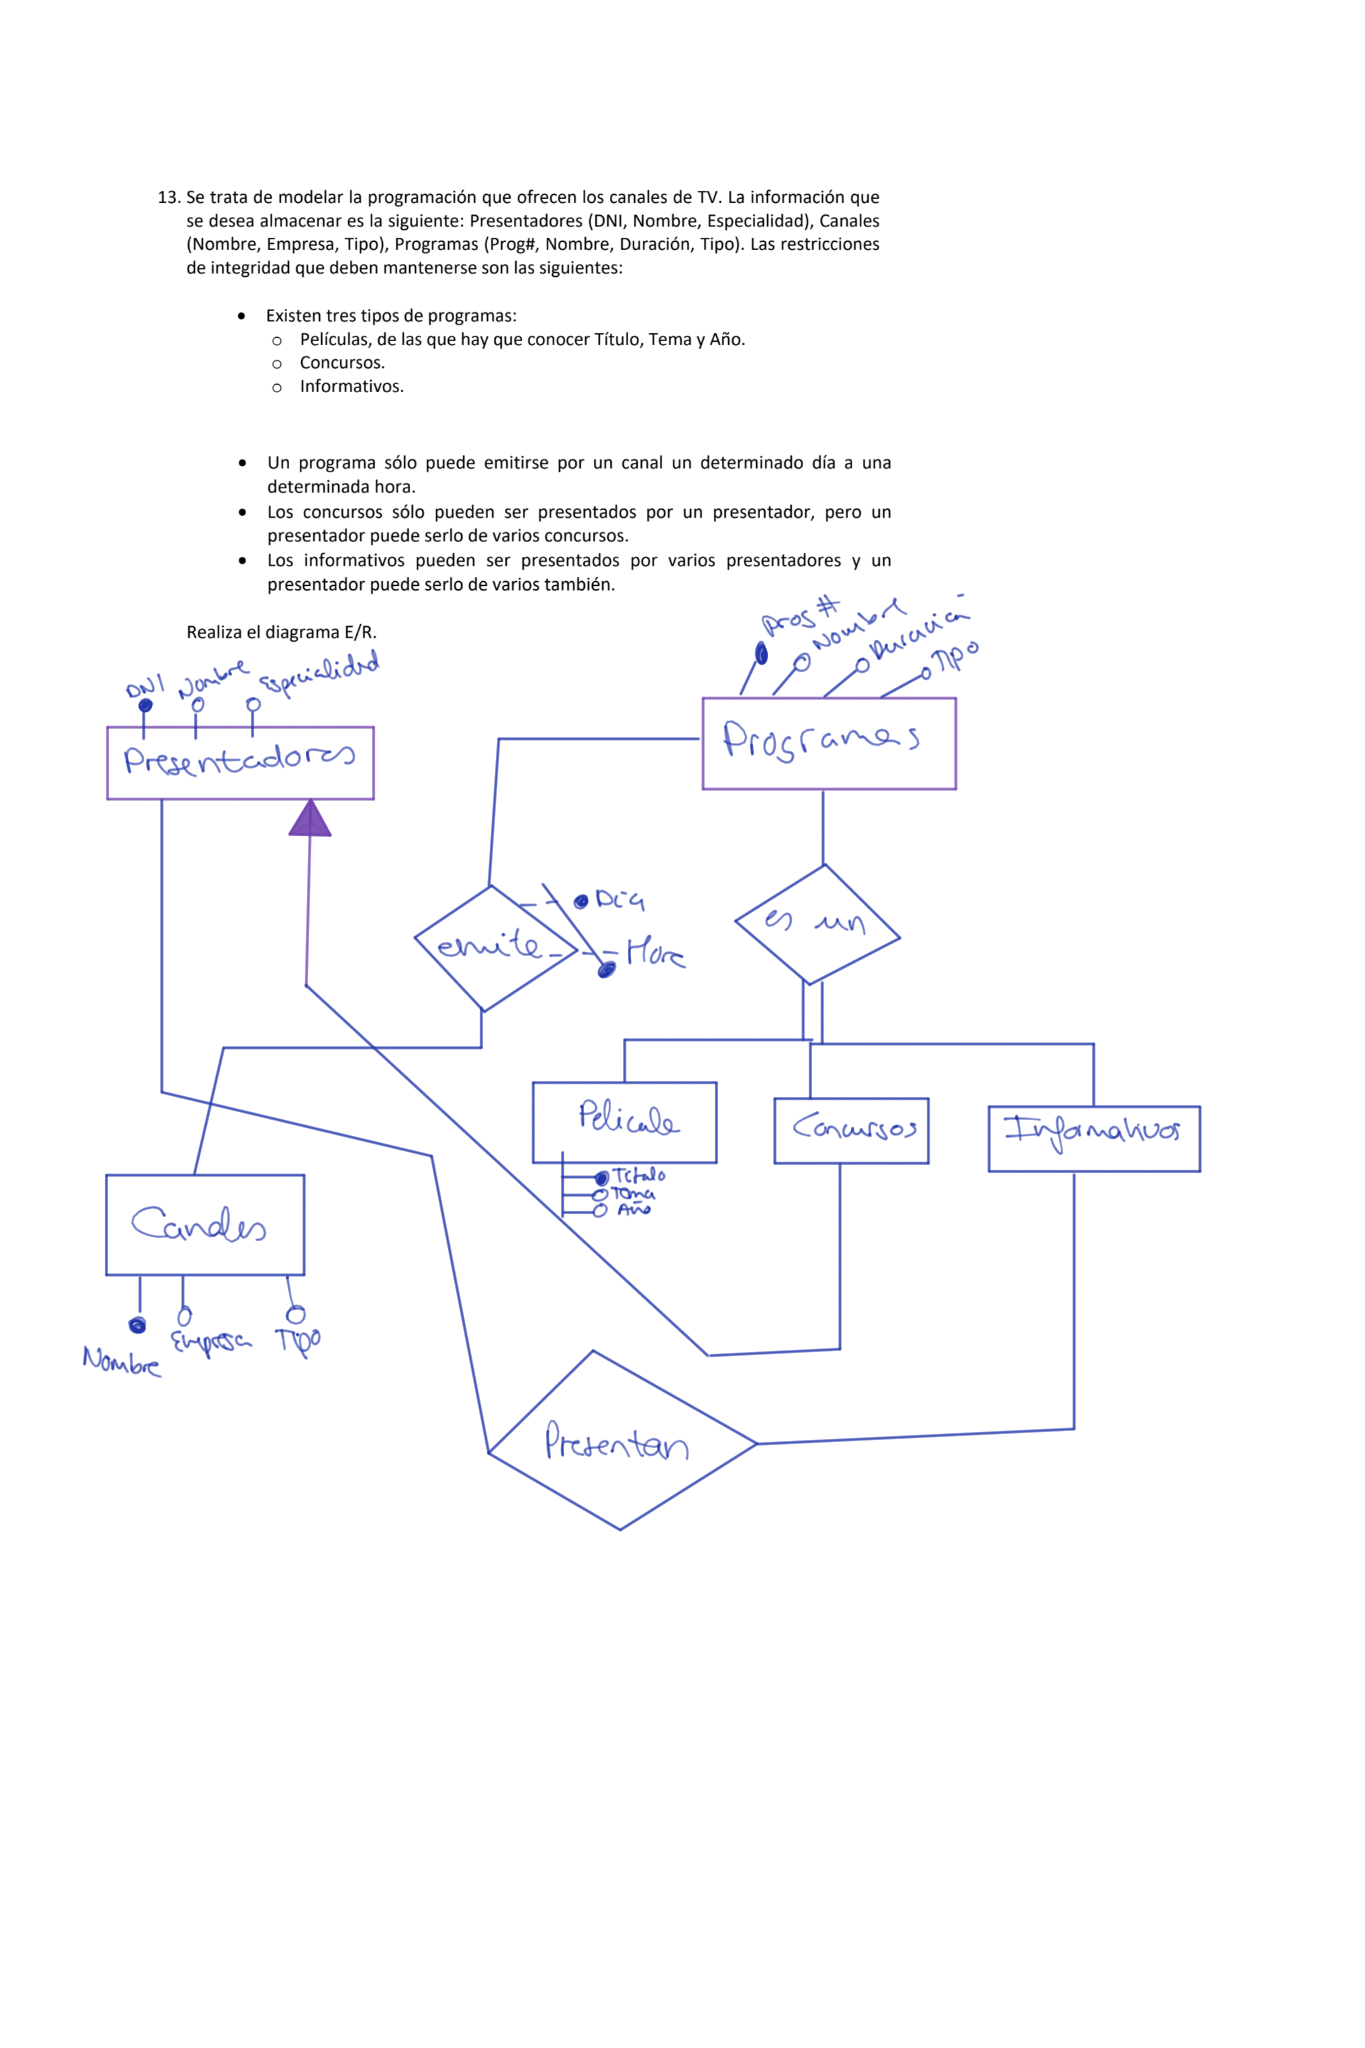 13. Se trata de modelar la programación que ofrecen los canales de TV. La información que
se desea almacenar es la siguiente: Presentadores (DNI, Nombre, Especialidad), Canales
(Nombre, Empresa, Tipo), Programas (Prog#, Nombre, Duración, Tipo). Las restricciones
de integridad que deben mantenerse son las siguientes:
• Existen tres tipos de programas:
o Películas, de las que hay que conocer Título, Tema y Año.
o Concursos.
o Informativos.
• Un programa sólo puede emitirse por un canal un determinado día a una
determinada hora.
• Los concursos sólo pueden ser presentados por un presentador, pero un
presentador puede serlo de varios concursos.
• Los informativos pueden ser presentados por varios presentadores y un
presentador puede serlo de varios también.
Realiza el diagrama E/R.
Prog# Nombre Duración Tipo
DNI Nombre Especialidad
Programas
Presentadores
Día
es un
emite
Hora
Película
Concursos
Informativos
Título
Tema
Año
Canales
Nombre Empresa Tipo
Presentan